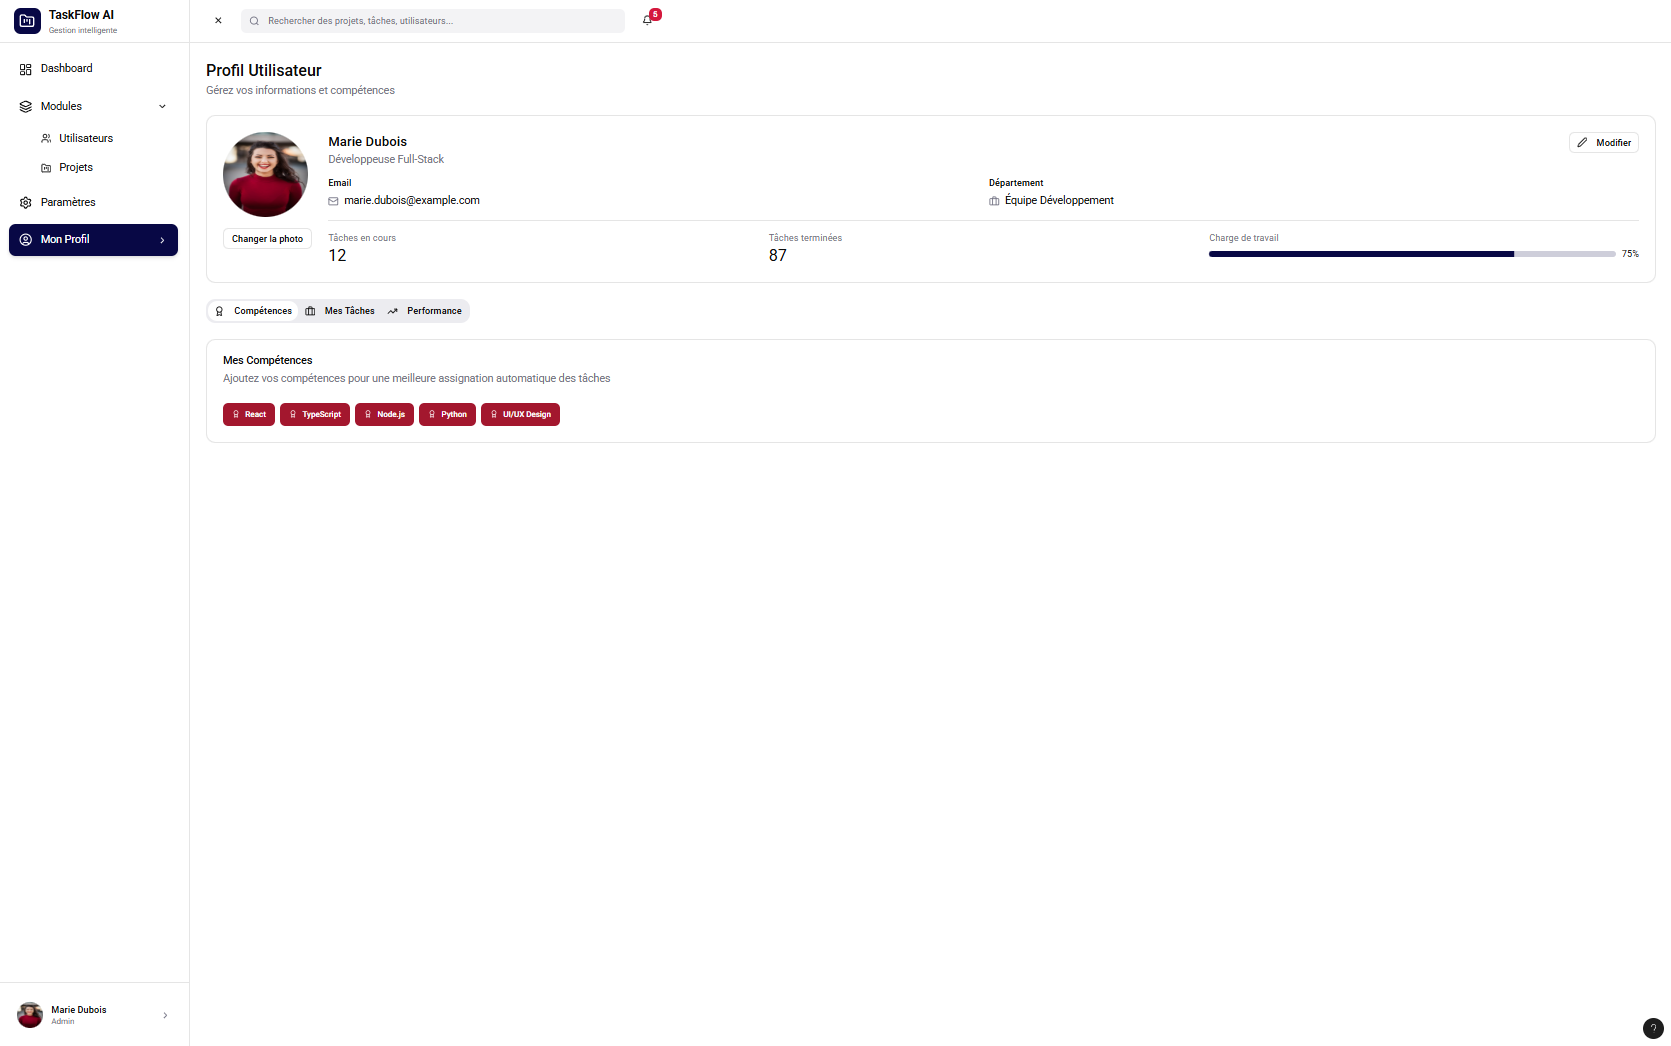 TaskFlow AI
Gestion intelligente
Rechercher des projets, tâches, utilisateurs...
5
Dashboard
Modules
Utilisateurs
Projets
Paramètres
Mon Profil
Profil Utilisateur
Gérez vos informations et compétences
Marie Dubois
Développeuse Full-Stack
Modifier
Email
marie.dubois@example.com
Département
Équipe Développement
Changer la photo
Tâches en cours
12
Tâches terminées
87
Charge de travail
75%
Compétences
Mes Tâches
Performance
Mes Compétences
Ajoutez vos compétences pour une meilleure assignation automatique des tâches
React
TypeScript
Node.js
Python
UI/UX Design
Marie Dubois
Admin
?